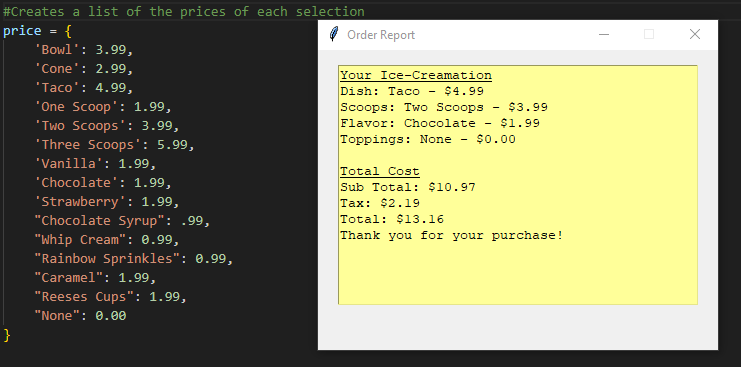 #Creates a list of the prices of each selection
price = {
    'Bowl': 3.99,
    'Cone': 2.99,
    'Taco': 4.99,
    'One Scoop': 1.99,
    'Two Scoops': 3.99,
    'Three Scoops': 5.99,
    'Vanilla': 1.99,
    'Chocolate': 1.99,
    'Strawberry': 1.99,
    "Chocolate Syrup": .99,
    "Whip Cream": 0.99,
    "Rainbow Sprinkles": 0.99,
    "Caramel": 1.99,
    "Reeses Cups": 1.99,
    "None": 0.00
}
Order Report
Your Ice-Creamation
Dish: Taco - $4.99
Scoops: Two Scoops - $3.99
Flavor: Chocolate - $1.99
Toppings: None - $0.00
Total Cost
Sub Total: $10.97
Tax: $2.19
Total: $13.16
Thank you for your purchase!